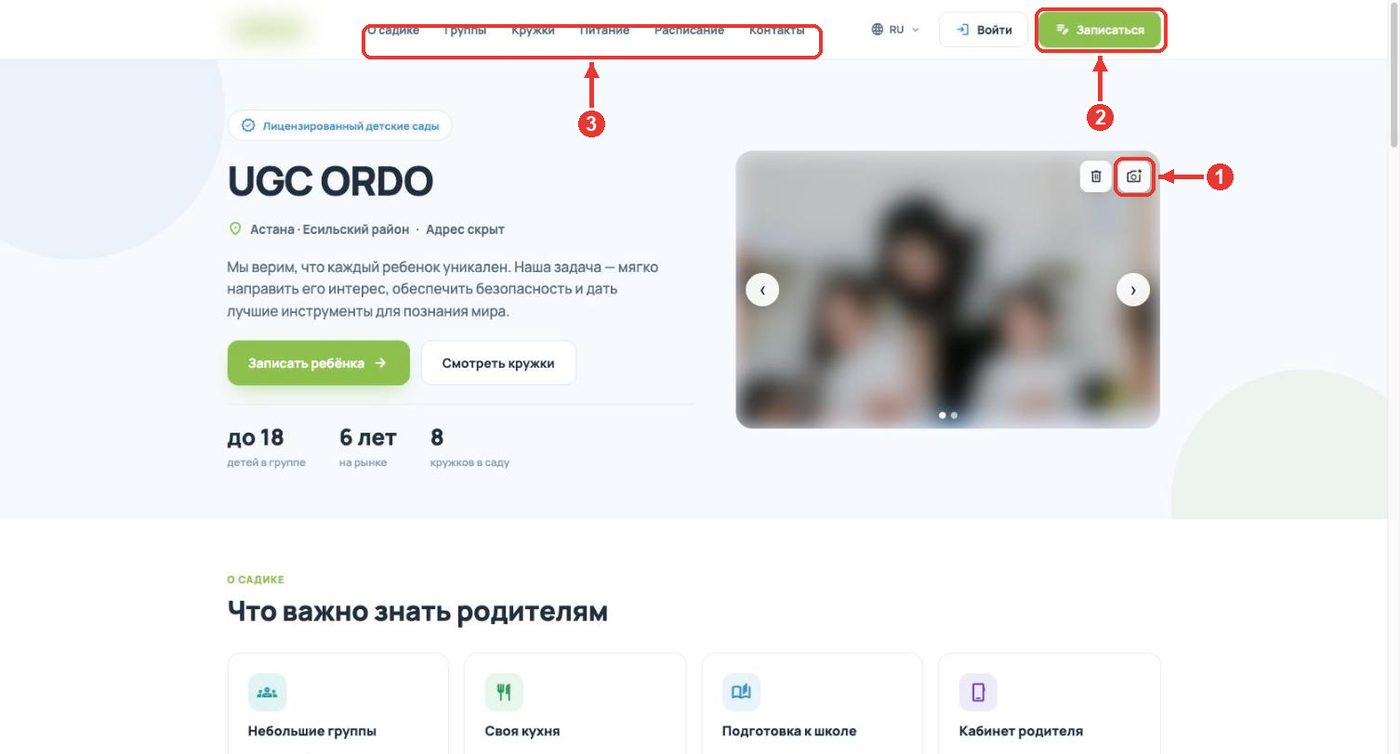 О садике Группы Кружки Питание Расписание Контакты RU Войти Записаться
3
2
Лицензированный детские сады
1
UGC ORDO
Астана · Есильский район · Адрес скрыт
Мы верим, что каждый ребенок уникален. Наша задача — мягко
направить его интерес, обеспечить безопасность и дать
лучшие инструменты для познания мира.
Записать ребёнка → Смотреть кружки
до 18 6 лет 8
детей в группе на рынке кружков в саду
О САДИКЕ
Что важно знать родителям
Небольшие группы Своя кухня Подготовка к школе Кабинет родителя